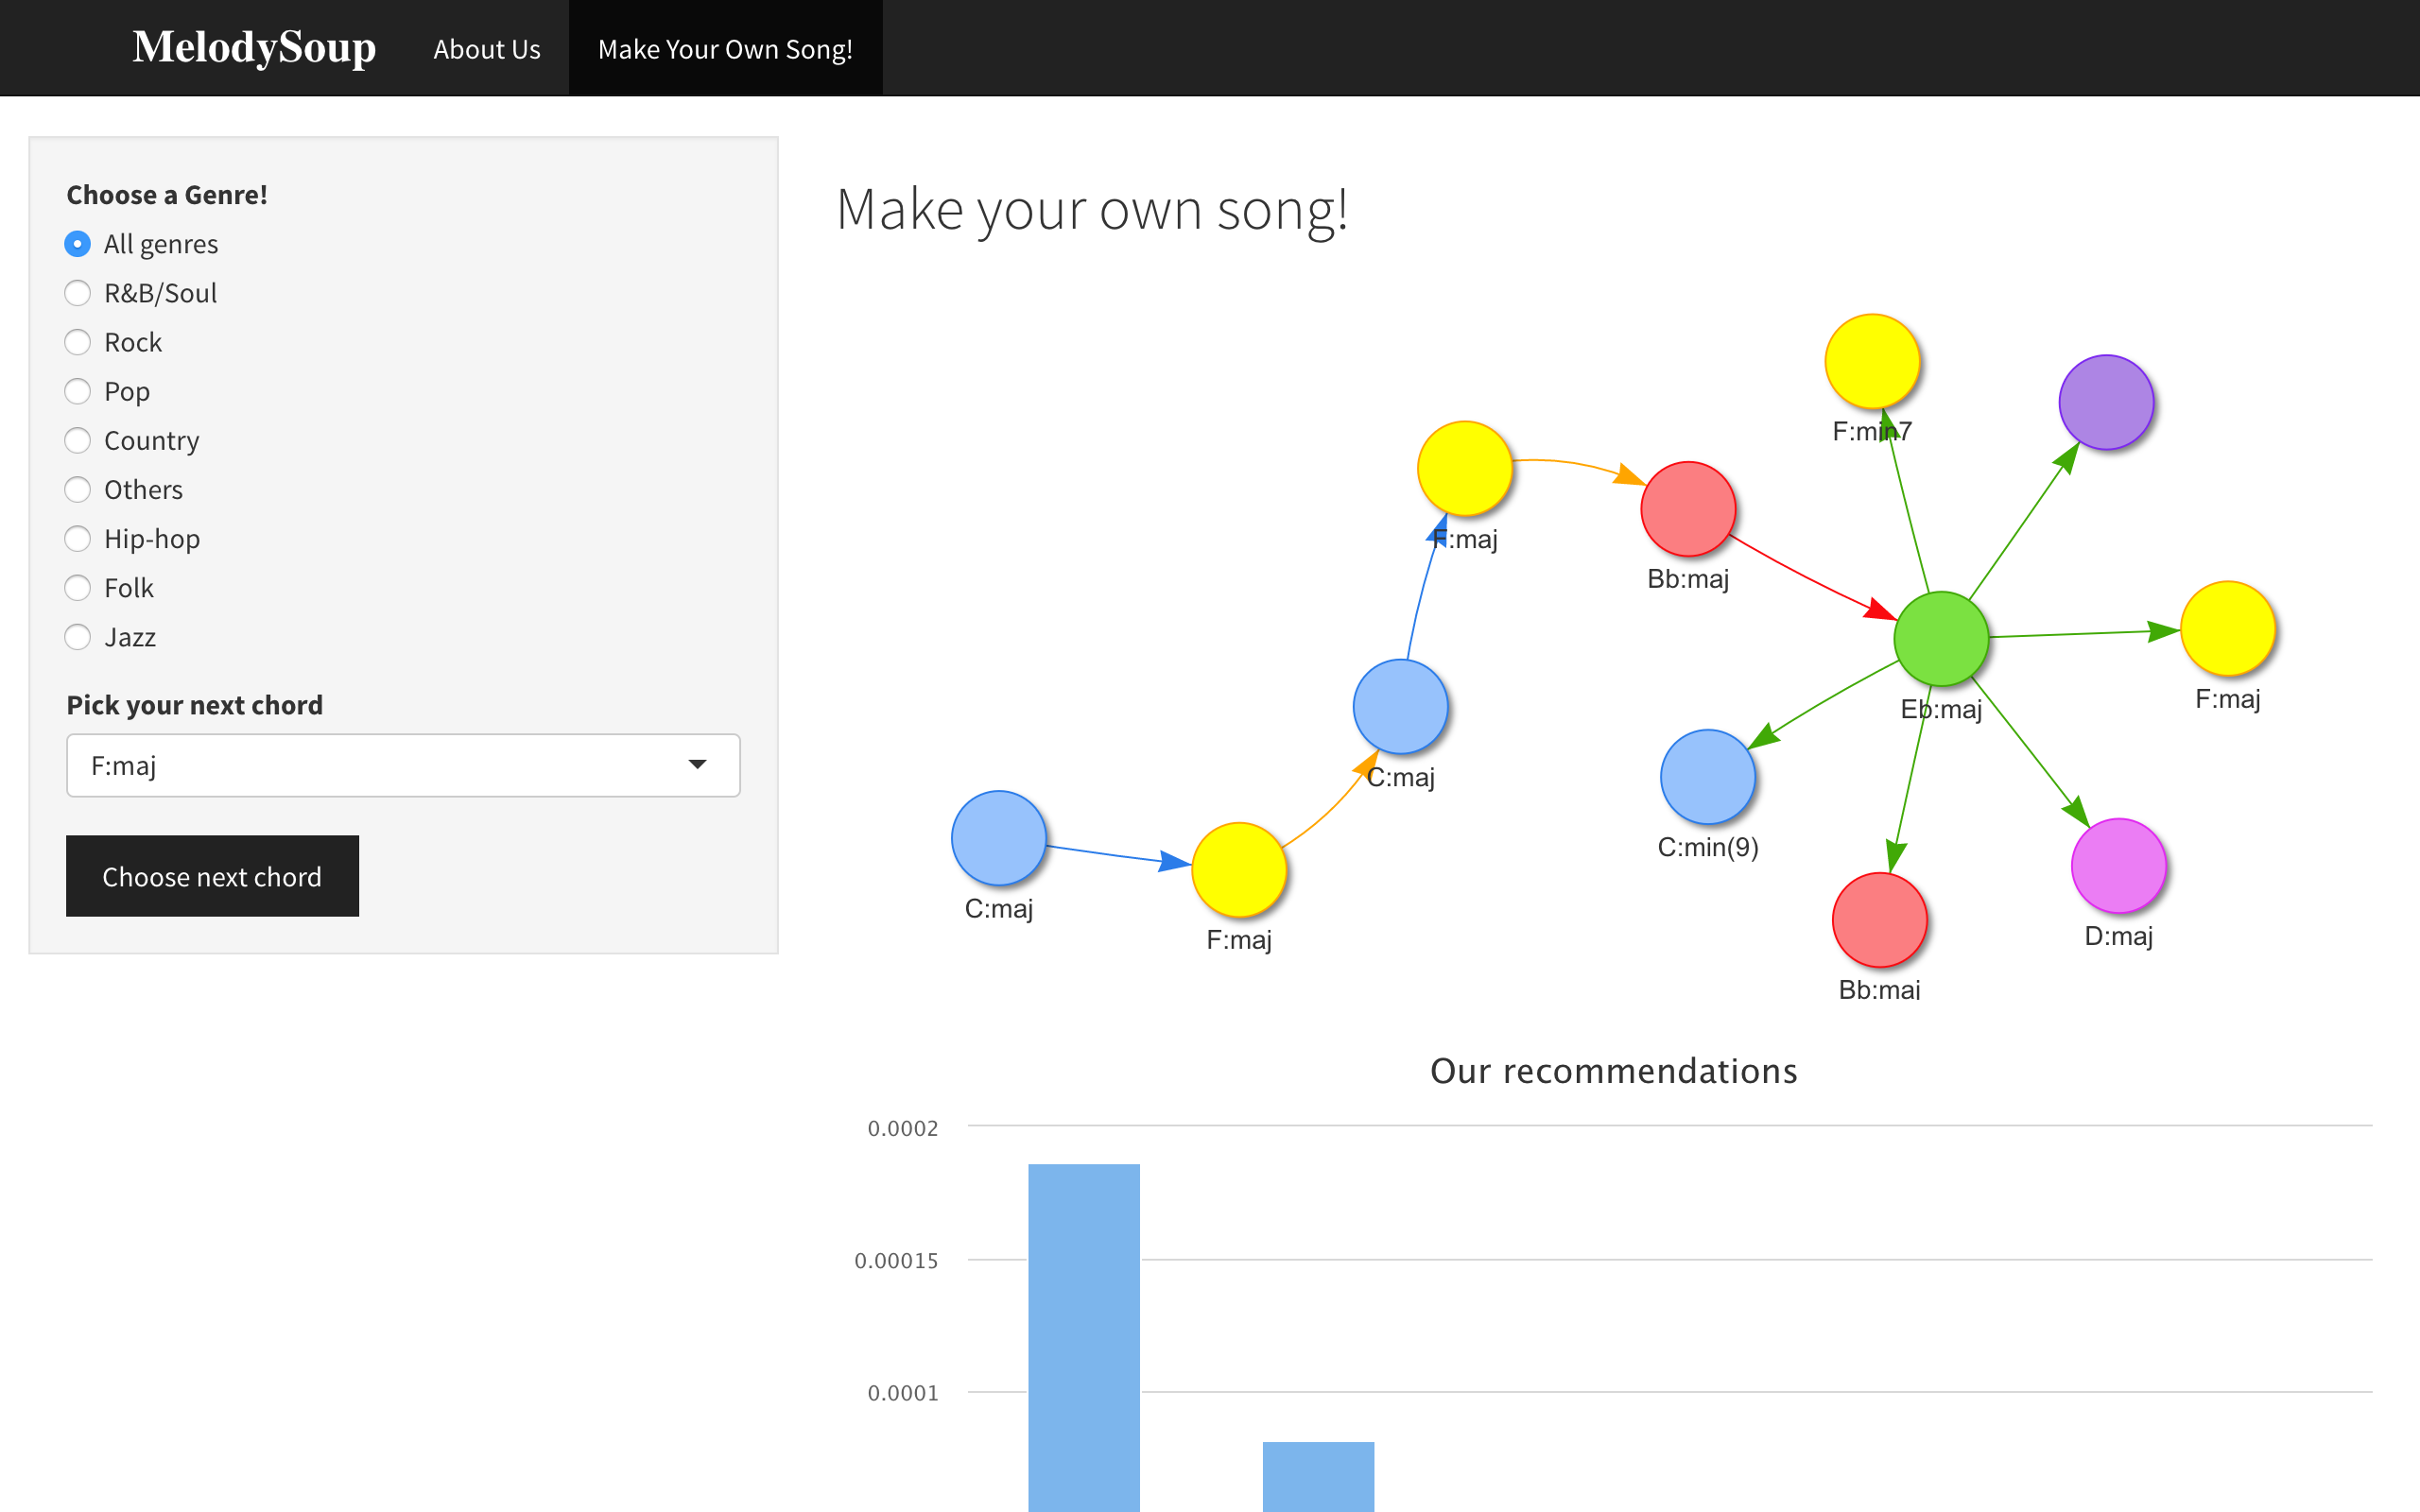 MelodySoup About Us Make Your Own Song!
Choose a Genre!
All genres
R&B/Soul
Rock
Pop
Country
Others
Hip-hop
Folk
Jazz
Pick your next chord
F:maj
Choose next chord
Make your own song!
F:min7
F:maj
Bb:maj
Eb:maj
F:maj
C:maj
C:min(9)
C:maj
F:maj
D:maj
Bb:maj
Our recommendations
0.0002
0.00015
0.0001